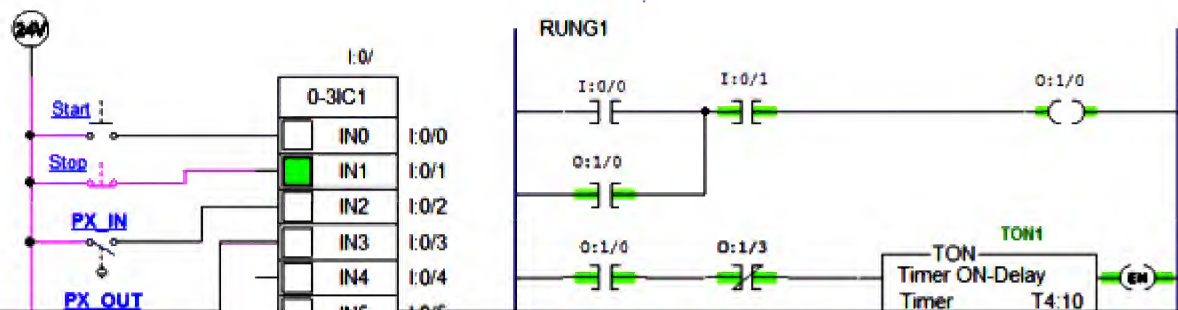 24V
I:0/
0-3IC1
Start
IN0 I:0/0
Stop
IN1 I:0/1
PX_IN
IN2 I:0/2
IN3 I:0/3
IN4 I:0/4
PX_OUT
RUNG1
I:0/0 I:0/1 O:1/0
O:1/0
O:1/0 O:1/3
TON1
TON
Timer ON-Delay
EN
Timer T4:10